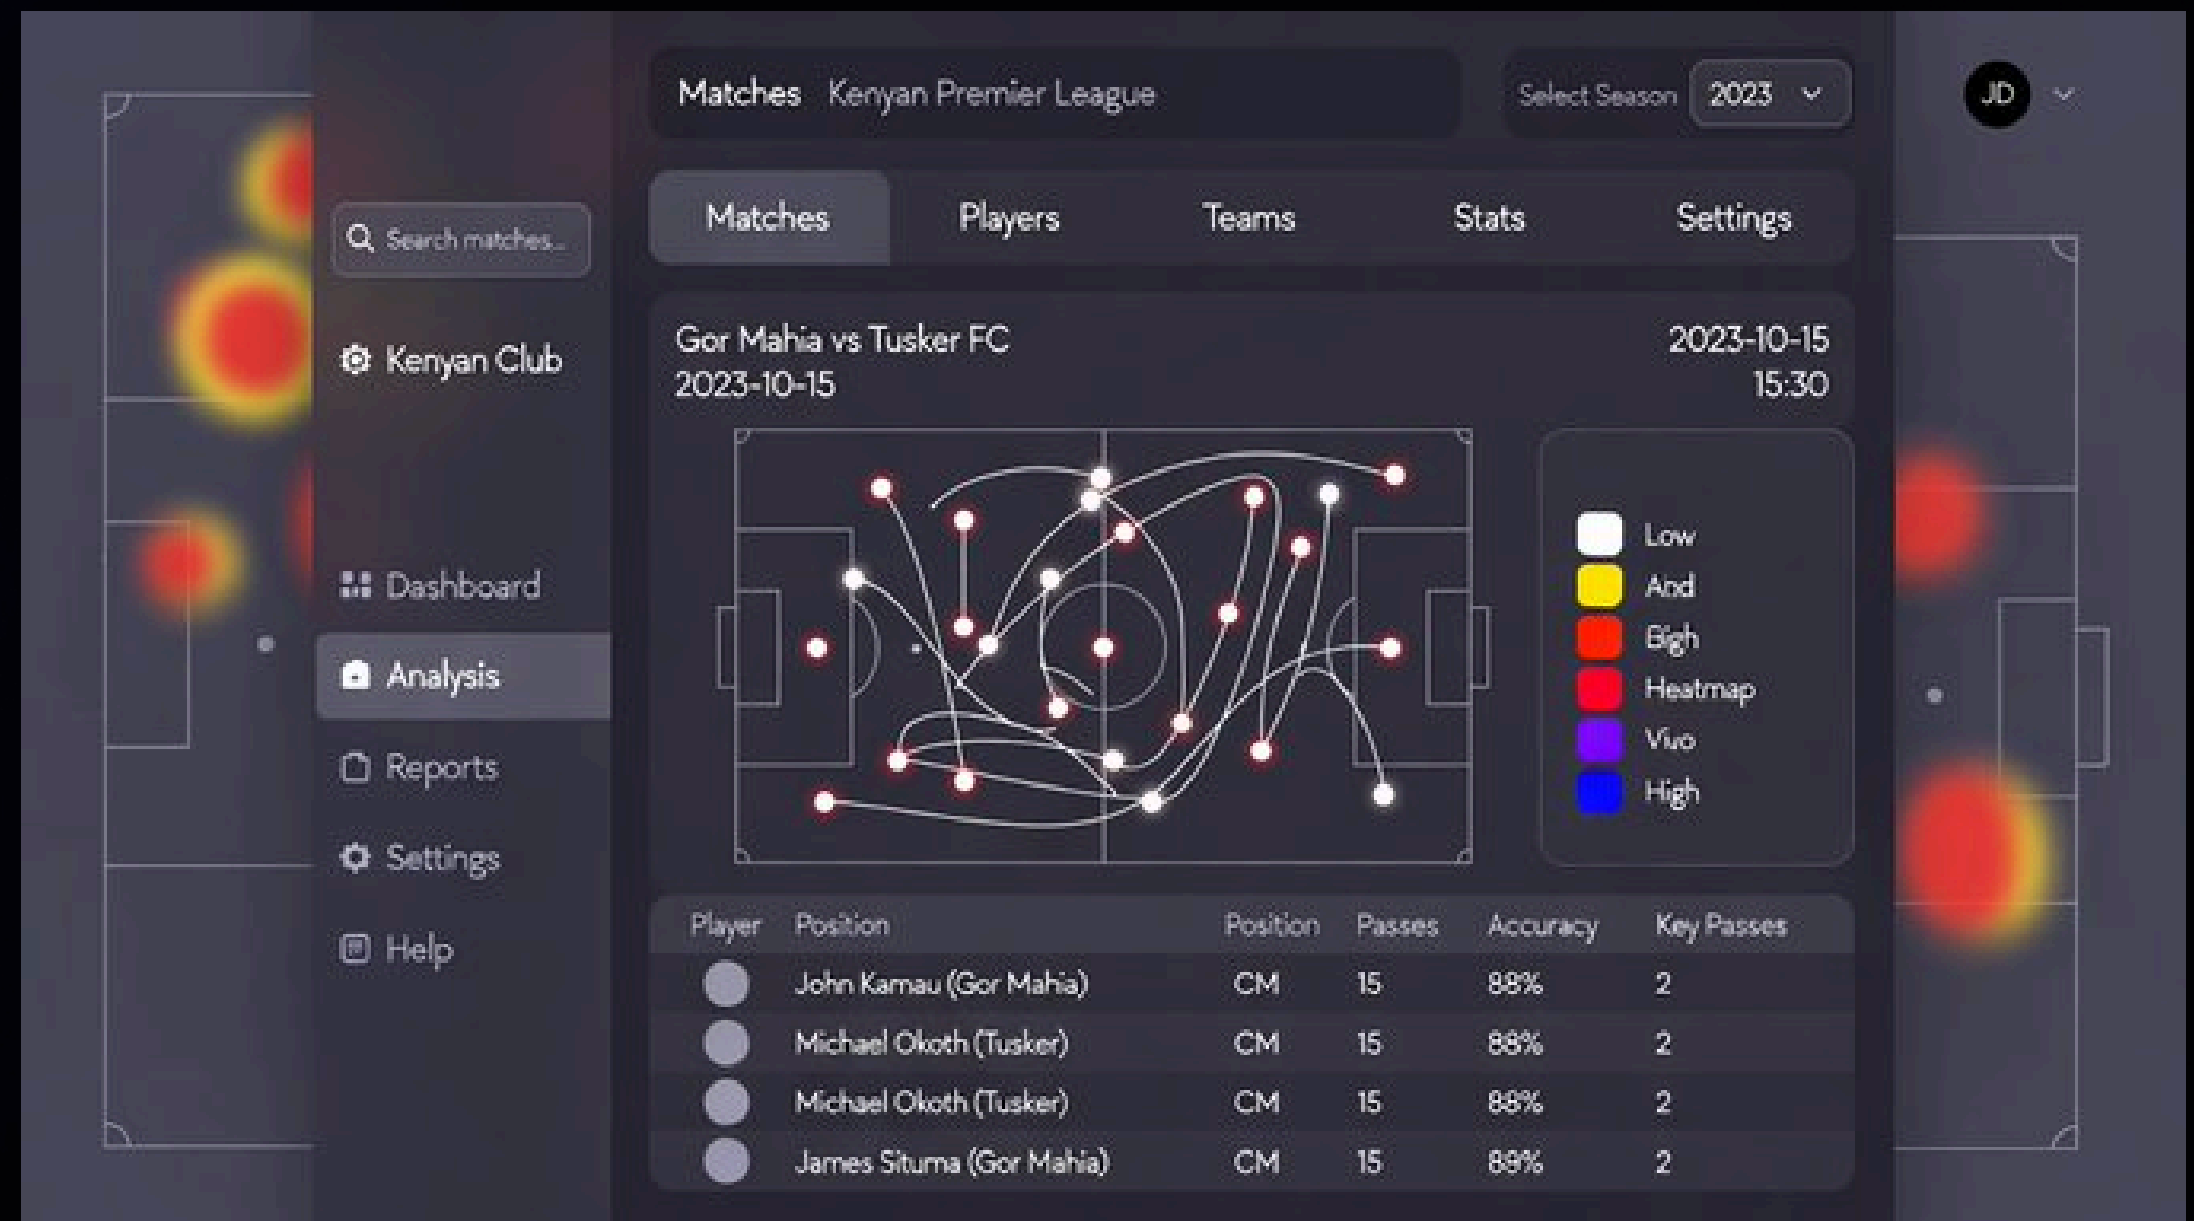 Matches Kenyan Premier League
Select Season 2023
JD
Search matches...
Kenyan Club
Dashboard
Analysis
Reports
Settings
Help
Matches Players Teams Stats Settings
Gor Mahia vs Tusker FC
2023-10-15
2023-10-15
15:30
Low
And
Bigh
Heatmap
Vivo
High
Player Position Position Passes Accuracy Key Passes
John Kamau (Gor Mahia) CM 15 88% 2
Michael Okoth (Tusker) CM 15 88% 2
Michael Okoth (Tusker) CM 15 88% 2
James Situma (Gor Mahia) CM 15 88% 2